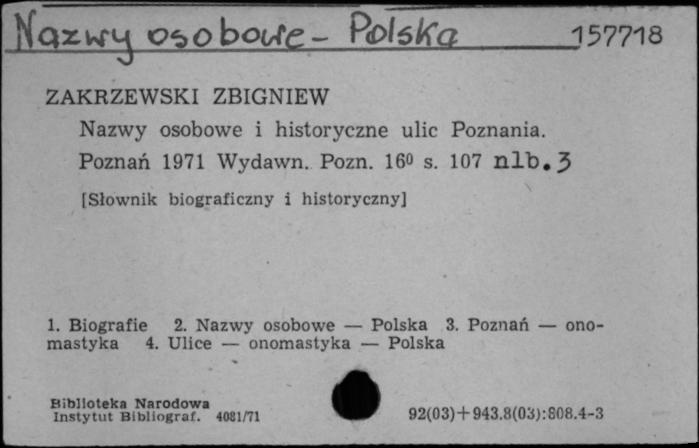 Nazwy osobowe - Polska 157718
ZAKRZEWSKI ZBIGNIEW
Nazwy osobowe i historyczne ulic Poznania.
Poznań 1971 Wydawn. Pozn. 16⁰ s. 107 nlb. 3
[Słownik biograficzny i historyczny]
1. Biografie 2. Nazwy osobowe — Polska 3. Poznań — ono-
mastyka 4. Ulice — onomastyka — Polska
Biblioteka Narodowa
Instytut Bibliograf. 4081/71 92(03)+943.8(03):808.4-3